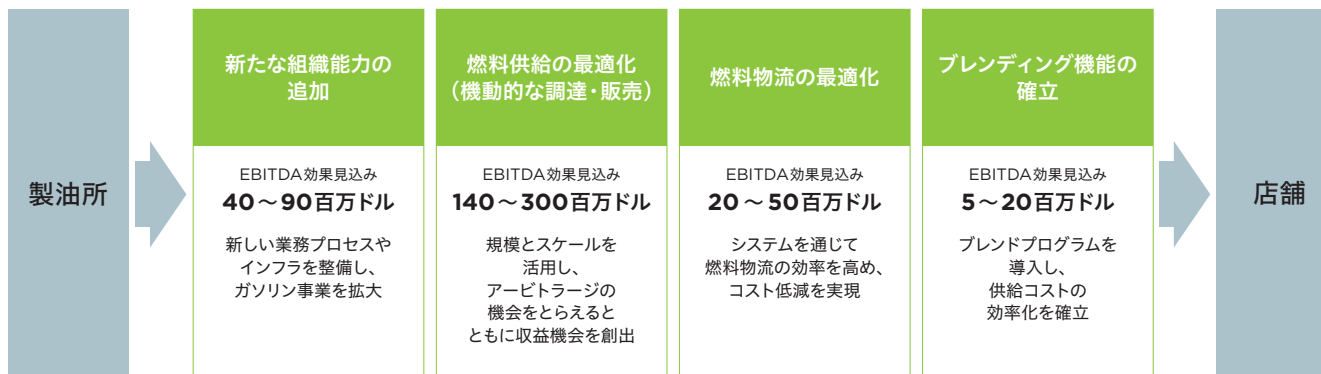 製油所
新たな組織能力の
追加
EBITDA効果見込み
40～90百万ドル
新しい業務プロセスや
インフラを整備し、
ガソリン事業を拡大
燃料供給の最適化
（機動的な調達・販売）
EBITDA効果見込み
140～300百万ドル
規模とスケールを
活用し、
アービトラージの
機会をとらえると
ともに収益機会を創出
燃料物流の最適化
EBITDA効果見込み
20～50百万ドル
システムを通じて
燃料物流の効率を高め、
コスト低減を実現
ブレンディング機能の
確立
EBITDA効果見込み
5～20百万ドル
ブレンドプログラムを
導入し、
供給コストの
効率化を確立
店舗